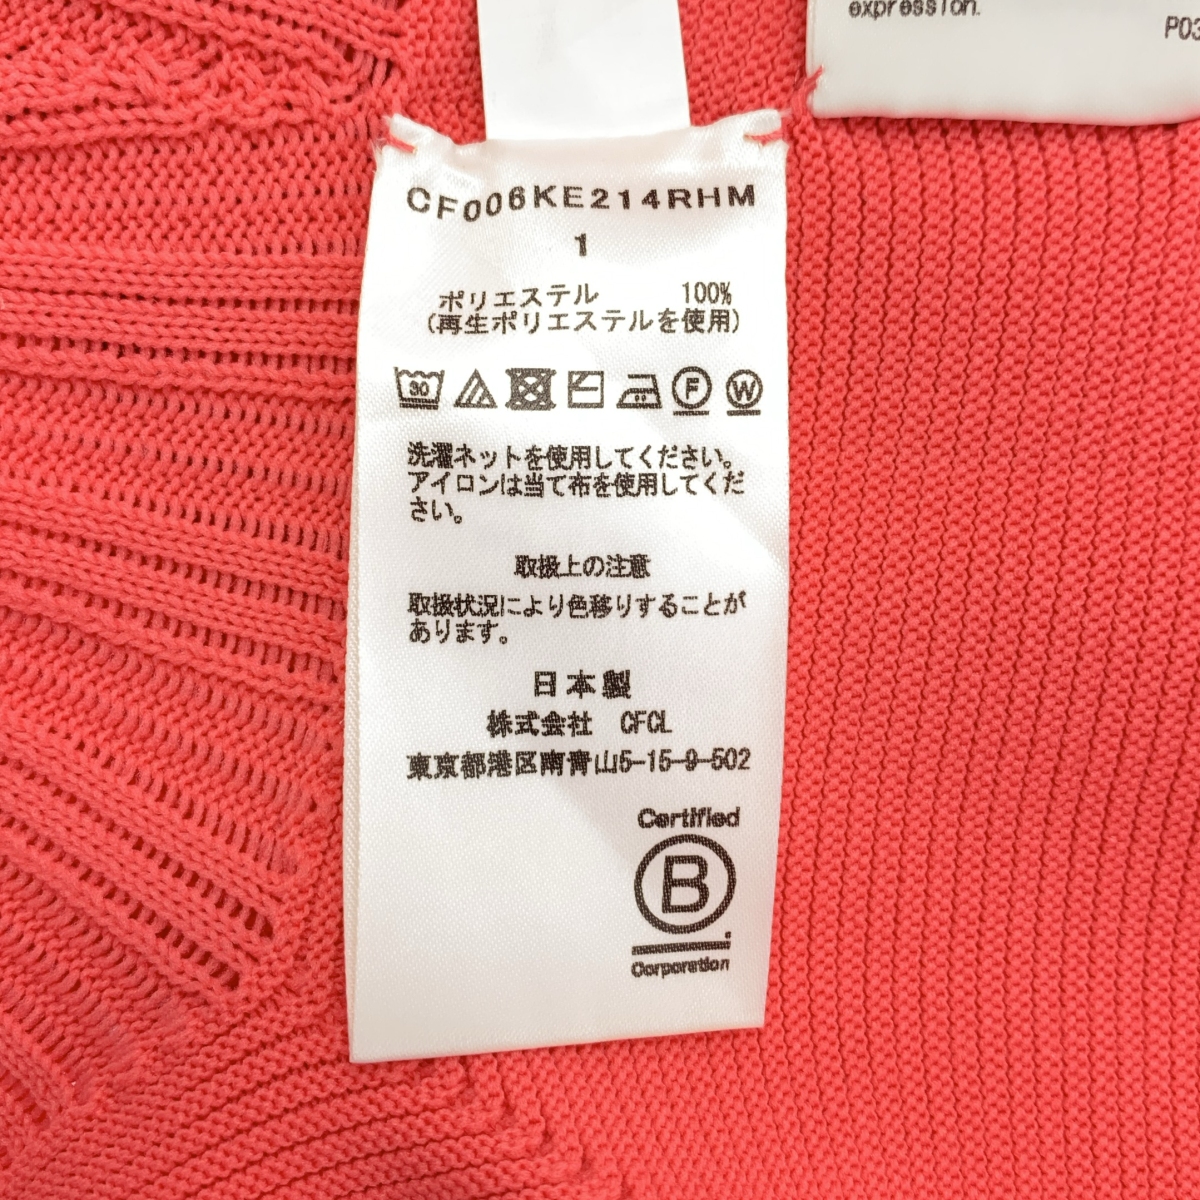 expression.
P03
CF006KE214RHM
1
ポリエステル 100%
(再生ポリエステルを使用)
30
F
W
洗濯ネットを使用してください。
アイロンは当て布を使用してくだ
さい。
取扱上の注意
取扱状況により色移りすることが
あります。
日本製
株式会社 CFCL
東京都港区南青山5-15-9-502
Certified
B
Corporation